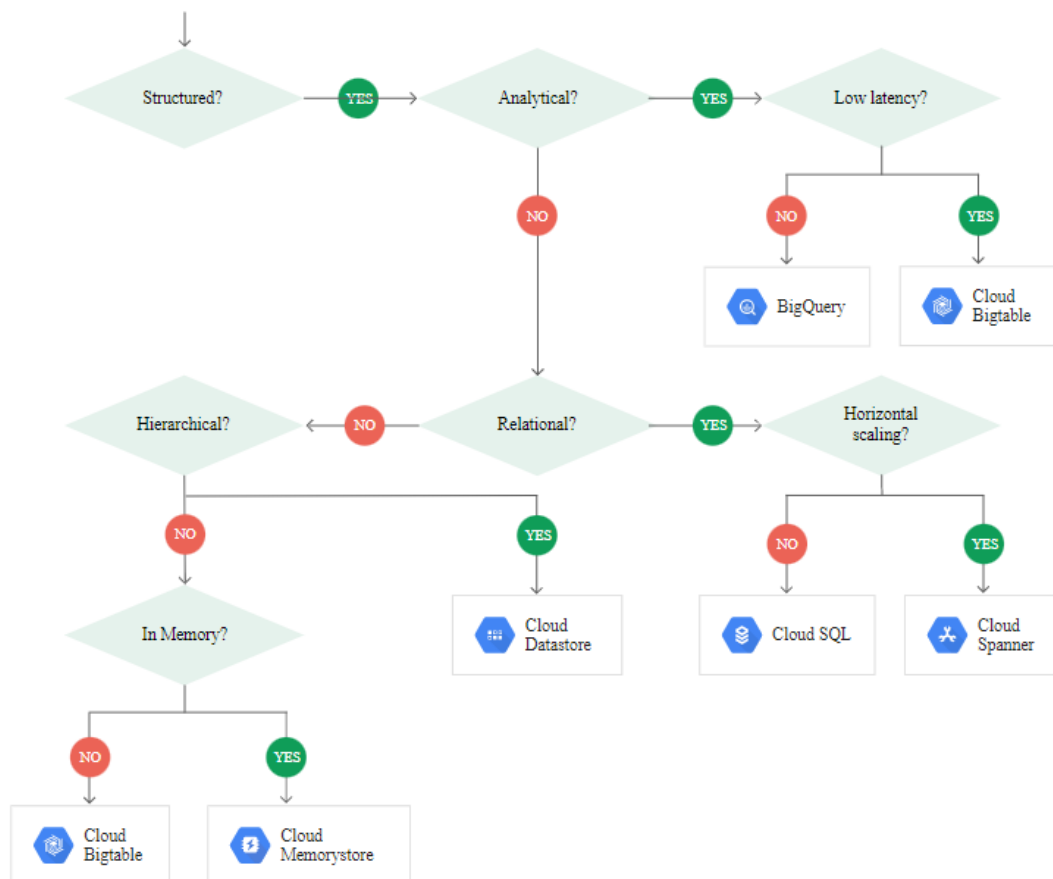 Structured?
YES
Analytical?
YES
Low latency?
NO
NO
YES
BigQuery
Cloud
Bigtable
Hierarchical?
NO
Relational?
YES
Horizontal
scaling?
NO
YES
NO
YES
In Memory?
Cloud
Datastore
Cloud SQL
Cloud
Spanner
NO
YES
Cloud
Bigtable
Cloud
Memorystore